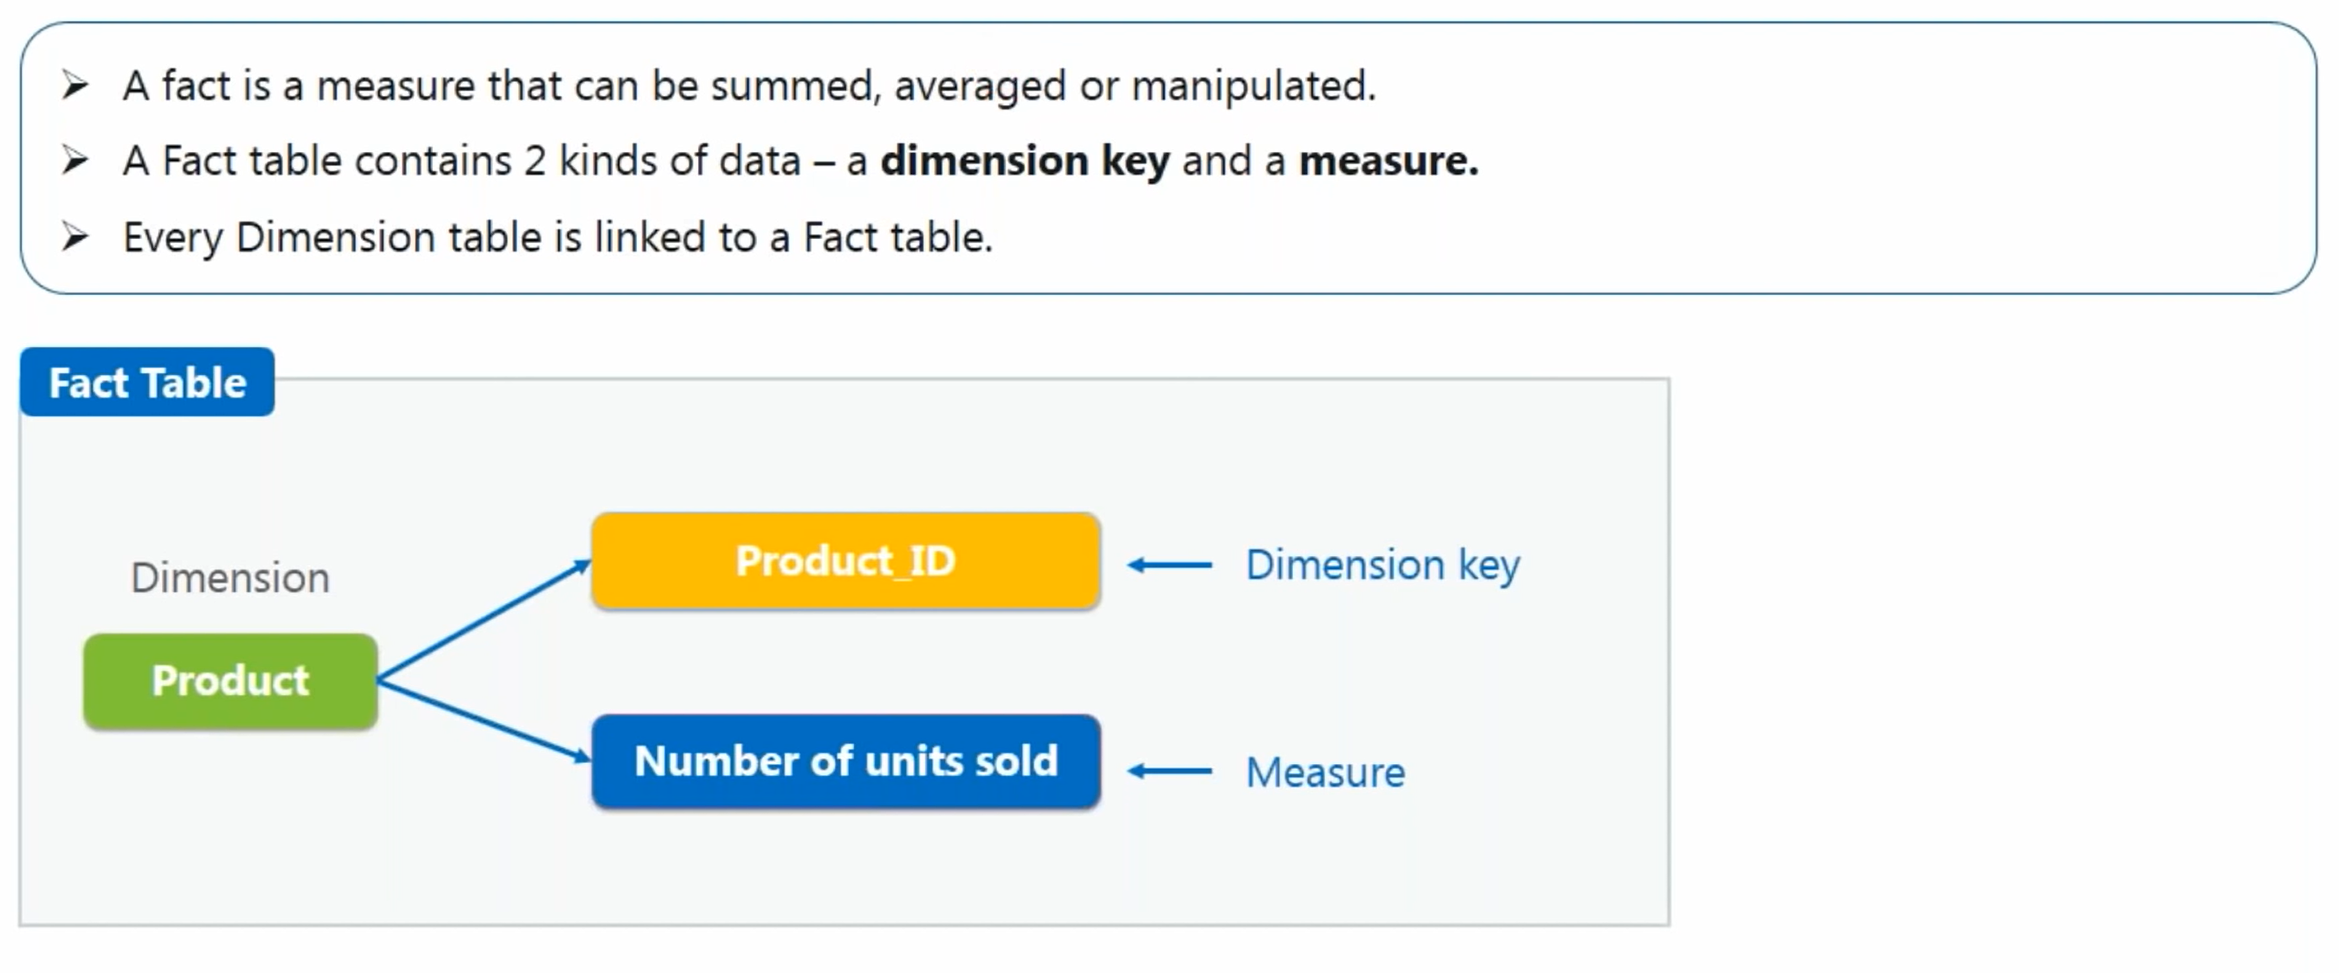 ➢ A fact is a measure that can be summed, averaged or manipulated.
➢ A Fact table contains 2 kinds of data – a dimension key and a measure.
➢ Every Dimension table is linked to a Fact table.
Fact Table
Dimension
Product
Product_ID
Dimension key
Number of units sold
Measure